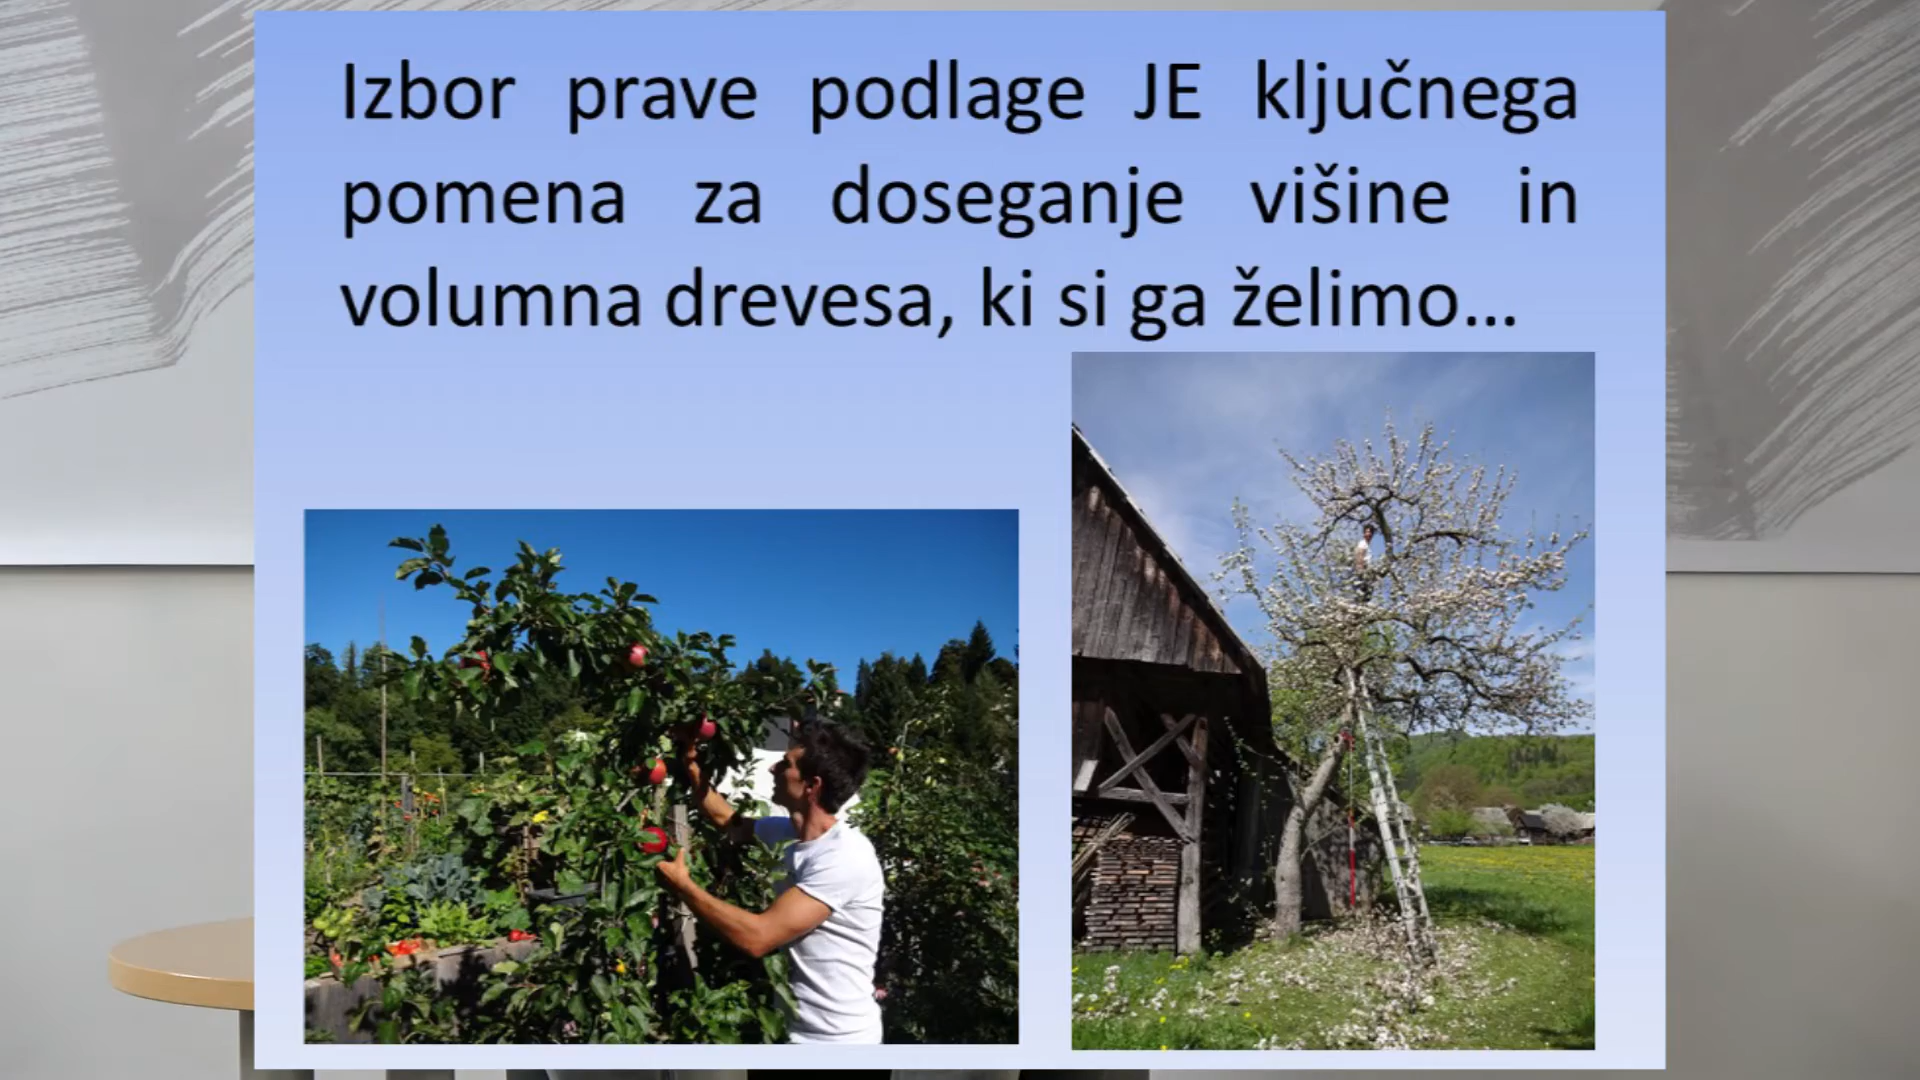 Izbor prave podlage JE ključnega
pomena za doseganje višine in
volumna drevesa, ki si ga želimo...